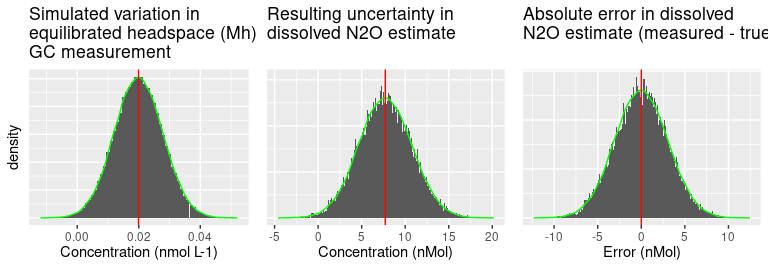 Simulated variation in
equilibrated headspace (Mh)
GC measurement
Resulting uncertainty in
dissolved N2O estimate
Absolute error in dissolved
N2O estimate (measured - true
density
0.00 0.02 0.04
Concentration (nmol L-1)
-5 0 5 10 15 20
Concentration (nMol)
-10 -5 0 5 10
Error (nMol)